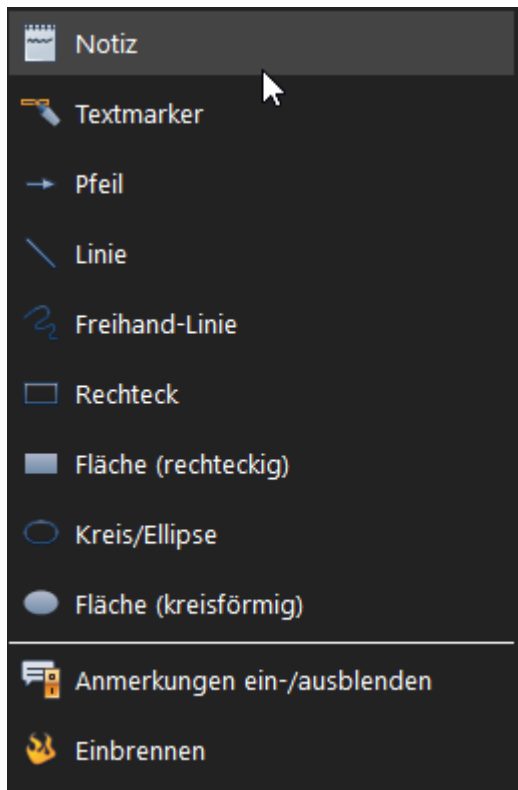 Notiz
Textmarker
Pfeil
Linie
Freihand-Linie
Rechteck
Fläche (rechteckig)
Kreis/Ellipse
Fläche (kreisförmig)
Anmerkungen ein-/ausblenden
Einbrennen